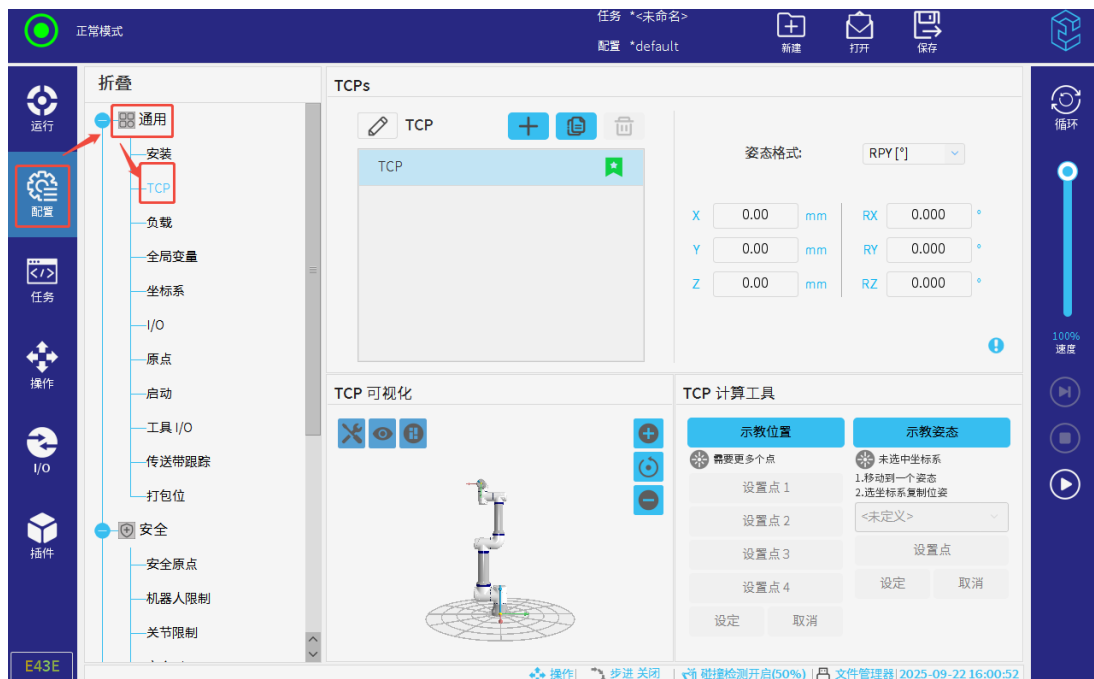 正常模式
任务 *<未命名>
配置 *default
新建
打开
保存
运行
配置
任务
操作
I/O
插件
E43E
折叠
通用
安装
TCP
负载
全局变量
坐标系
I/O
原点
启动
工具 I/O
传送带跟踪
打包位
安全
安全原点
机器人限制
关节限制
TCPs
TCP
TCP
姿态格式:
RPY [°]
X 0.00 mm RX 0.000 °
Y 0.00 mm RY 0.000 °
Z 0.00 mm RZ 0.000 °
TCP 可视化
TCP 计算工具
示教位置
需要更多个点
设置点 1
设置点 2
设置点 3
设置点 4
设定 取消
示教姿态
未选中坐标系
1.移动到一个姿态
2.选坐标系复制位姿
<未定义>
设置点
设定 取消
循环
100%
速度
操作| 步进 关闭 | 碰撞检测开启(50%) | 文件管理器|2025-09-22 16:00:52